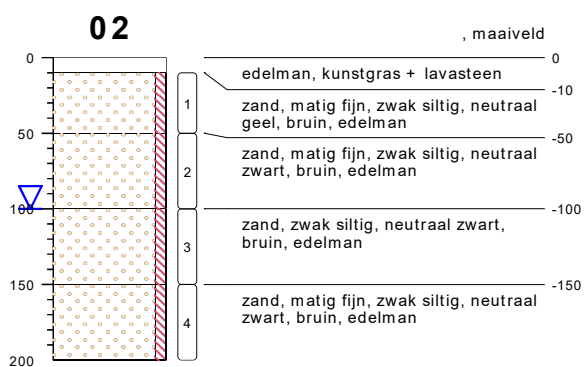 02
, maaiveld
0
0
edelman, kunstgras + lavasteen
-10
1
zand, matig fijn, zwak siltig, neutraal
geel, bruin, edelman
50
-50
2
zand, matig fijn, zwak siltig, neutraal
zwart, bruin, edelman
100
-100
3
zand, zwak siltig, neutraal zwart,
bruin, edelman
150
-150
4
zand, matig fijn, zwak siltig, neutraal
zwart, bruin, edelman
200